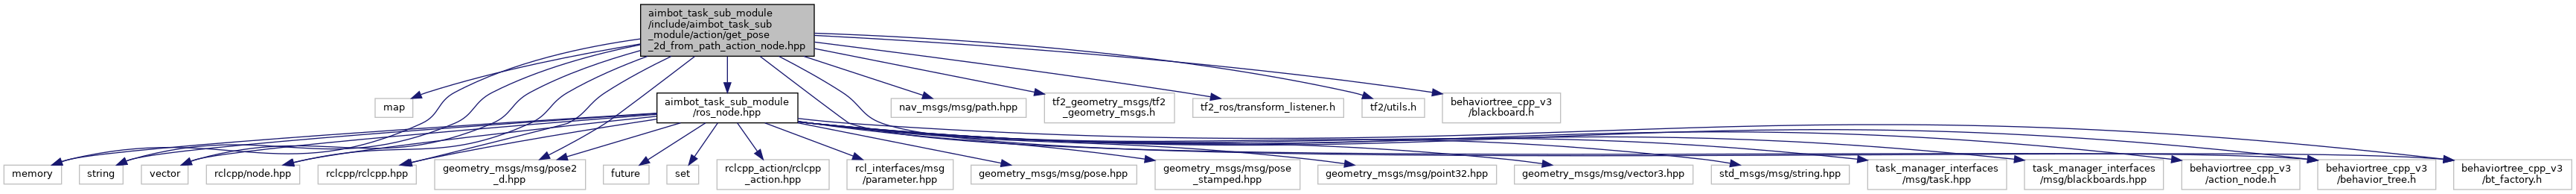 aimbot_task_sub_module
/include/aimbot_task_sub
_module/action/get_pose
_2d_from_path_action_node.hpp
map
aimbot_task_sub_module
/ros_node.hpp
nav_msgs/msg/path.hpp
tf2_geometry_msgs/tf2
_geometry_msgs.h
tf2_ros/transform_listener.h
tf2/utils.h
behaviortree_cpp_v3
/blackboard.h
memory
string
vector
rclcpp/node.hpp
rclcpp/rclcpp.hpp
geometry_msgs/msg/pose2
_d.hpp
future
set
rclcpp_action/rclcpp
_action.hpp
rcl_interfaces/msg
/parameter.hpp
geometry_msgs/msg/pose.hpp
geometry_msgs/msg/pose
_stamped.hpp
geometry_msgs/msg/point32.hpp
geometry_msgs/msg/vector3.hpp
std_msgs/msg/string.hpp
task_manager_interfaces
/msg/task.hpp
task_manager_interfaces
/msg/blackboards.hpp
behaviortree_cpp_v3
/action_node.h
behaviortree_cpp_v3
/behavior_tree.h
behaviortree_cpp_v3
/bt_factory.h